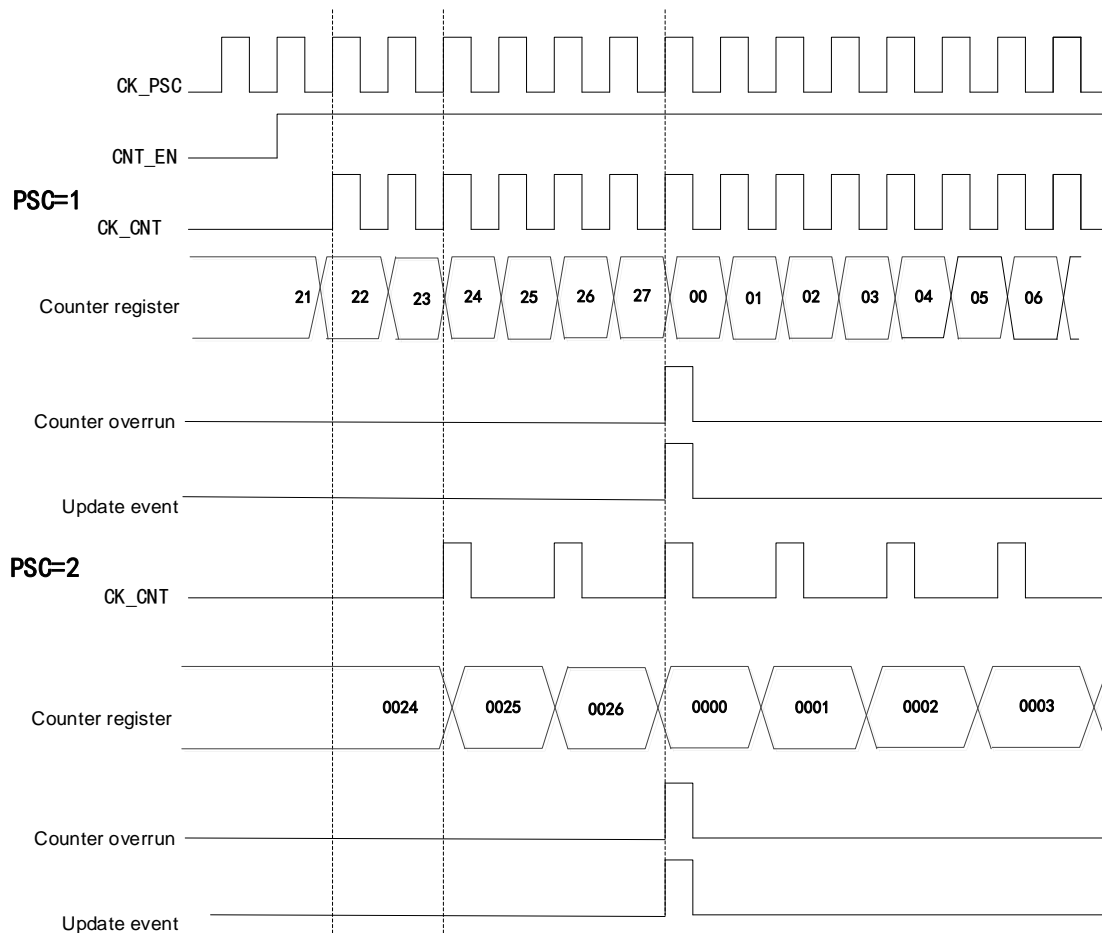 CK_PSC
CNT_EN
PSC=1
CK_CNT
Counter register 21 22 23 24 25 26 27 00 01 02 03 04 05 06
Counter overrun
Update event
PSC=2
CK_CNT
Counter register 0024 0025 0026 0000 0001 0002 0003
Counter overrun
Update event